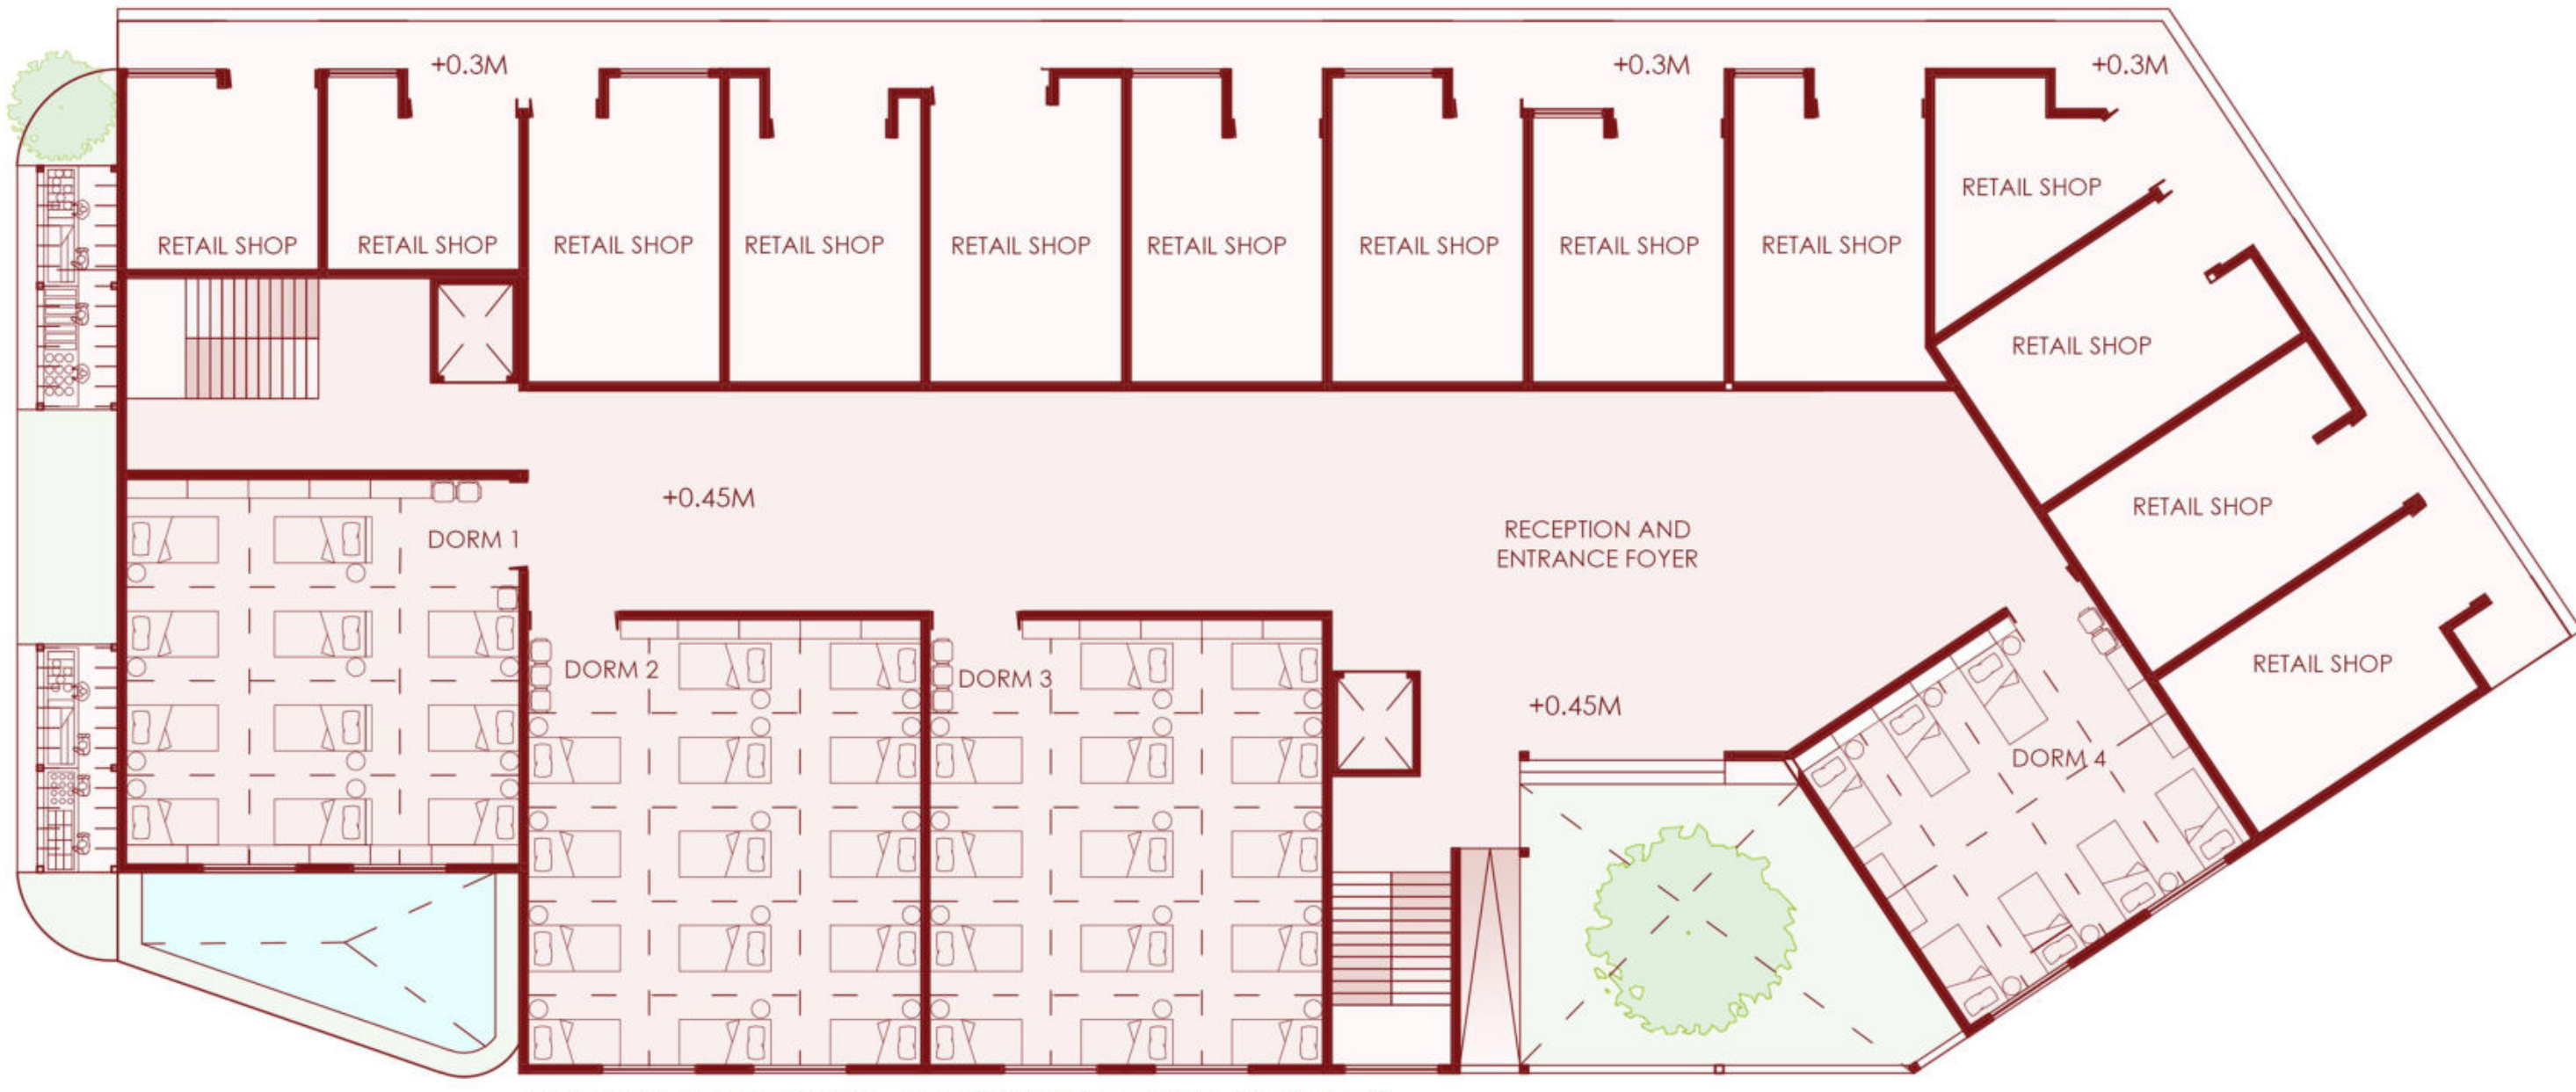 +0.3M
+0.3M
+0.3M
RETAIL SHOP
RETAIL SHOP
RETAIL SHOP
RETAIL SHOP
RETAIL SHOP
RETAIL SHOP
RETAIL SHOP
RETAIL SHOP
RETAIL SHOP
RETAIL SHOP
RETAIL SHOP
RETAIL SHOP
RETAIL SHOP
+0.45M
RECEPTION AND
ENTRANCE FOYER
DORM 1
DORM 2
DORM 3
+0.45M
DORM 4